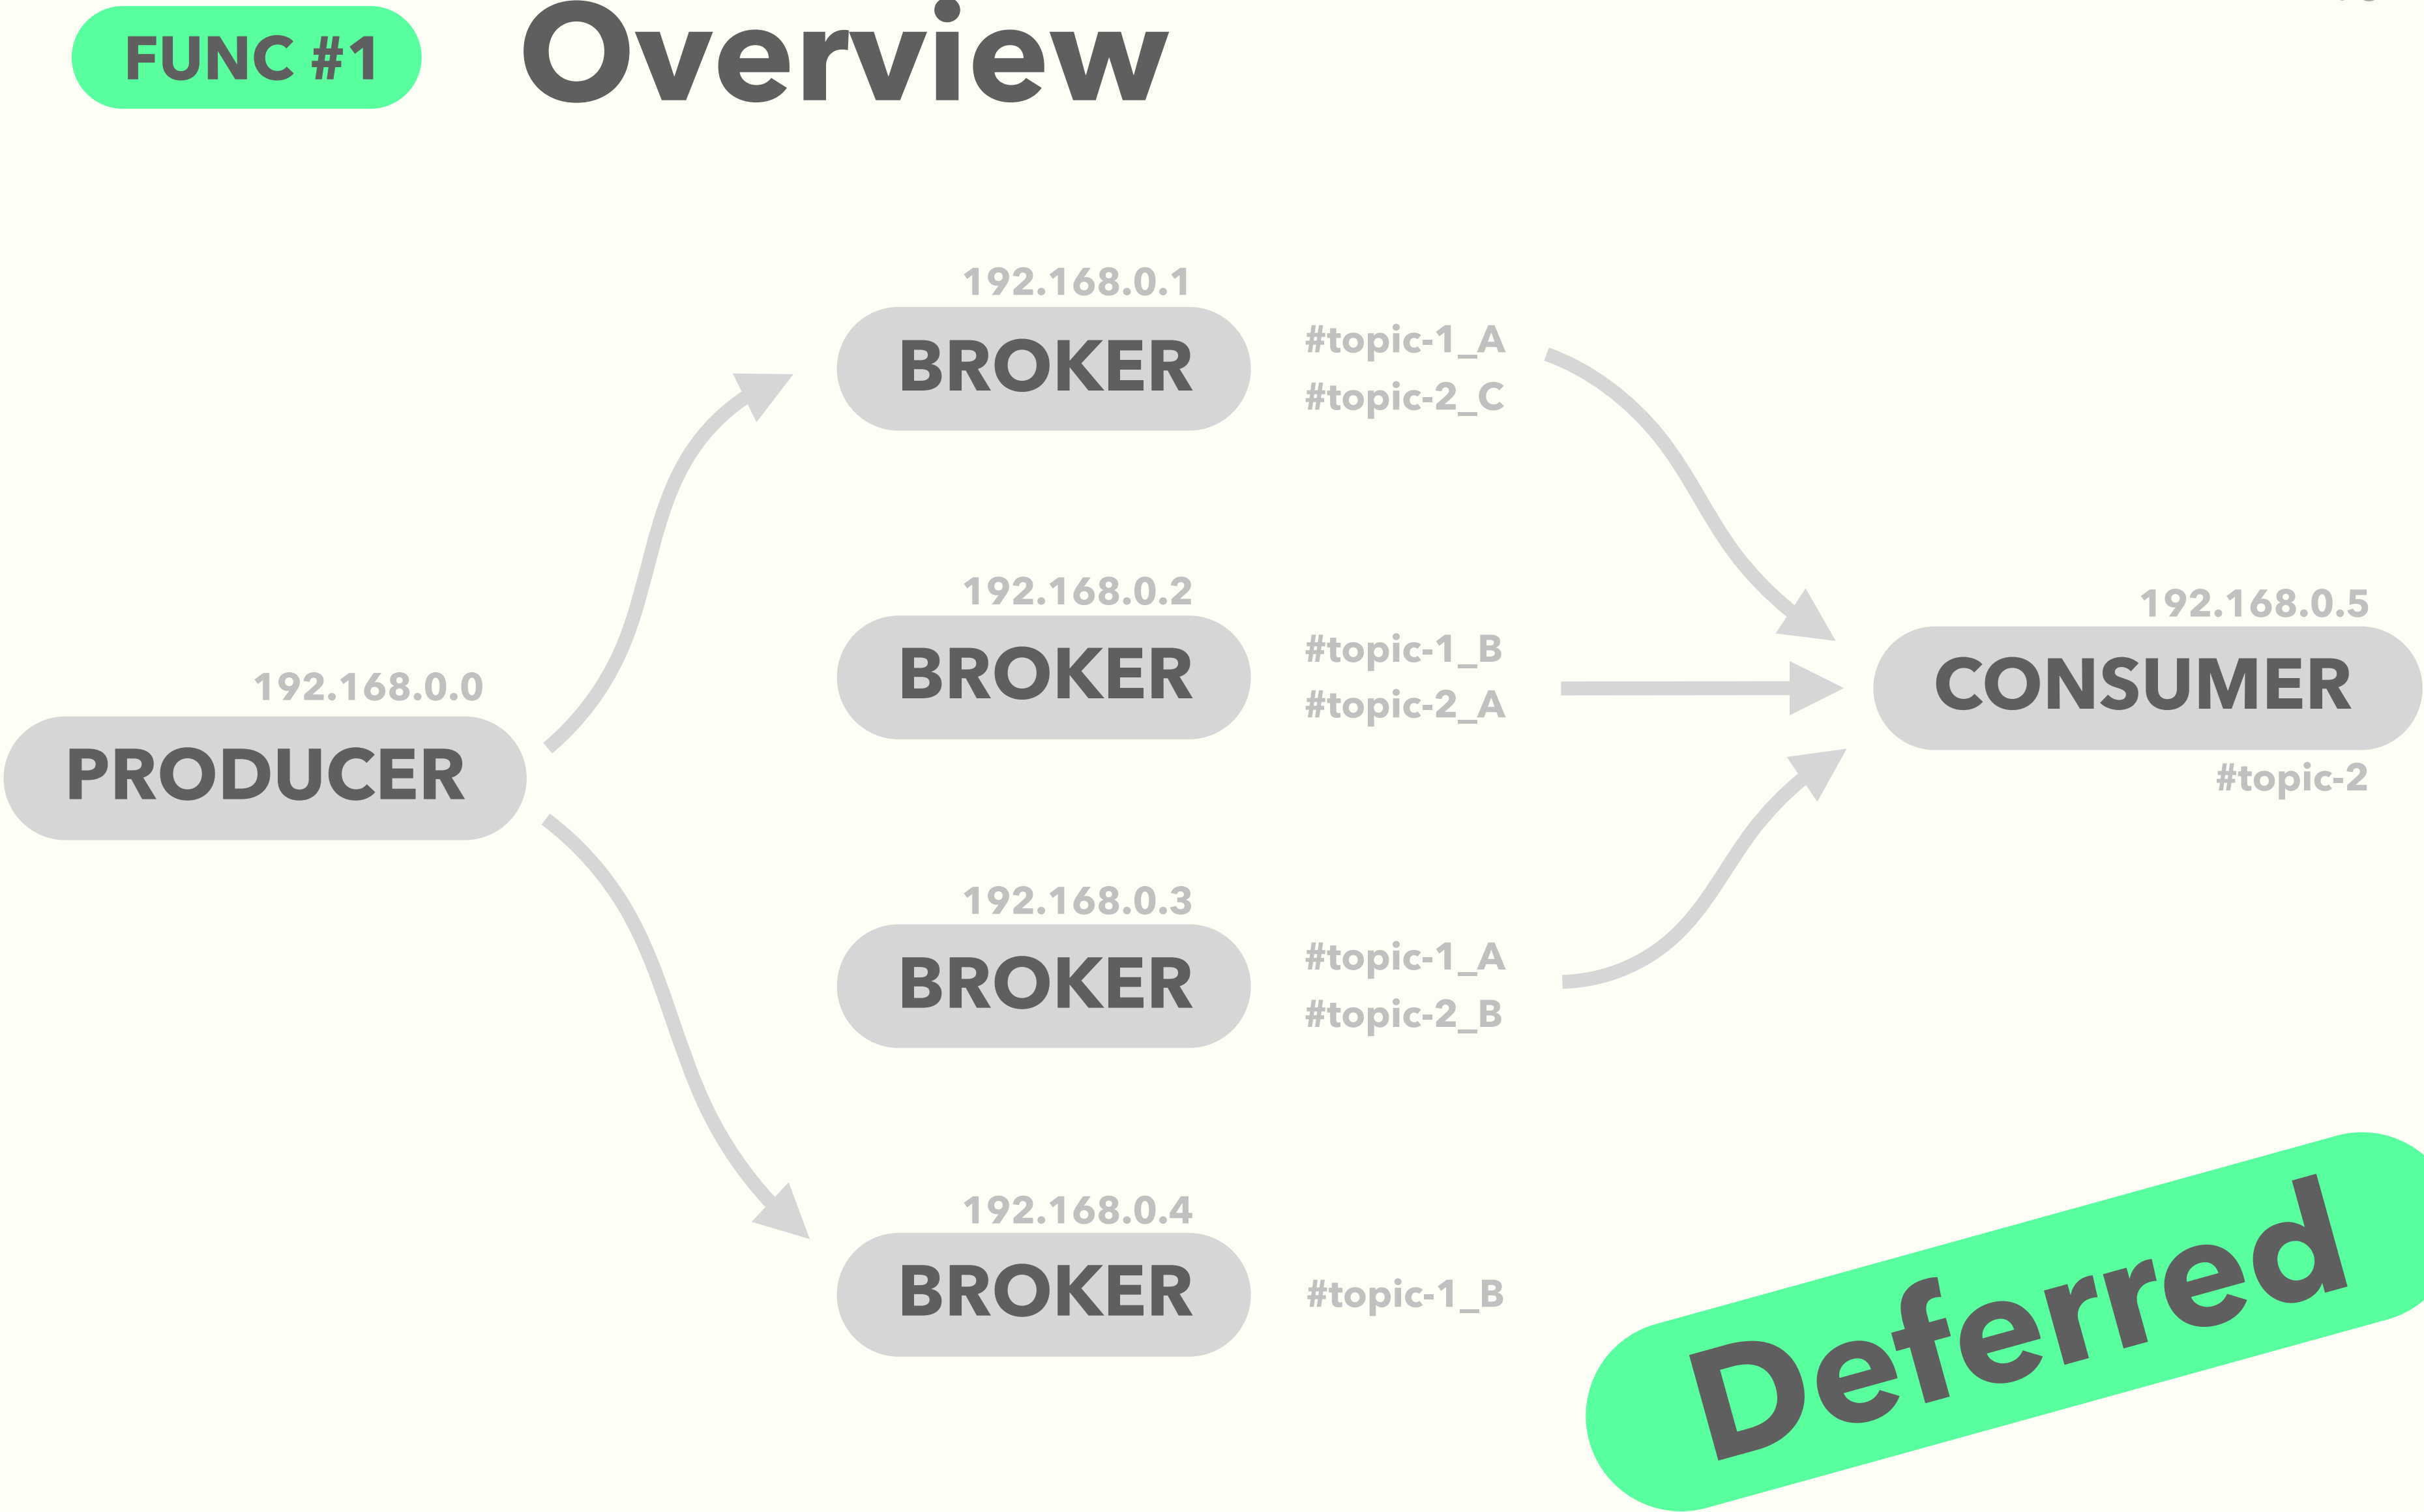 FUNC #1
Overview
192.168.0.1
BROKER
#topic-1_A
#topic-2_C
192.168.0.2
BROKER
#topic-1_B
#topic-2_A
192.168.0.5
CONSUMER
#topic-2
192.168.0.0
PRODUCER
192.168.0.3
BROKER
#topic-1_A
#topic-2_B
192.168.0.4
BROKER
#topic-1_B
Deferred